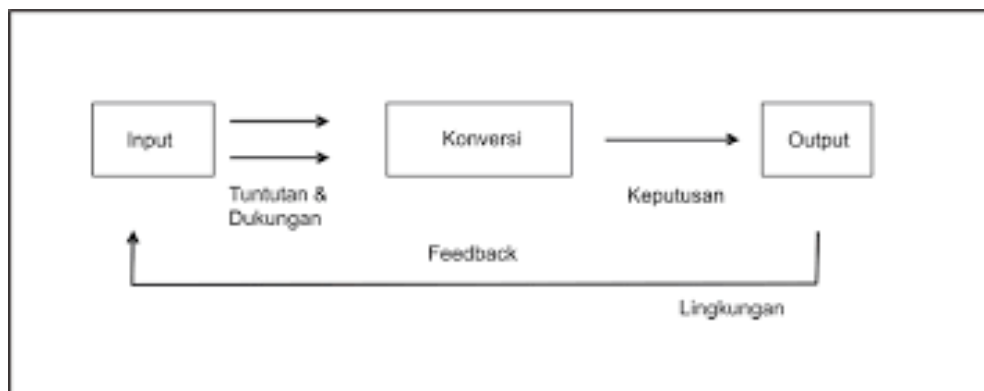 Input
Konversi
Output
Tuntutan &
Dukungan
Keputusan
Feedback
Lingkungan